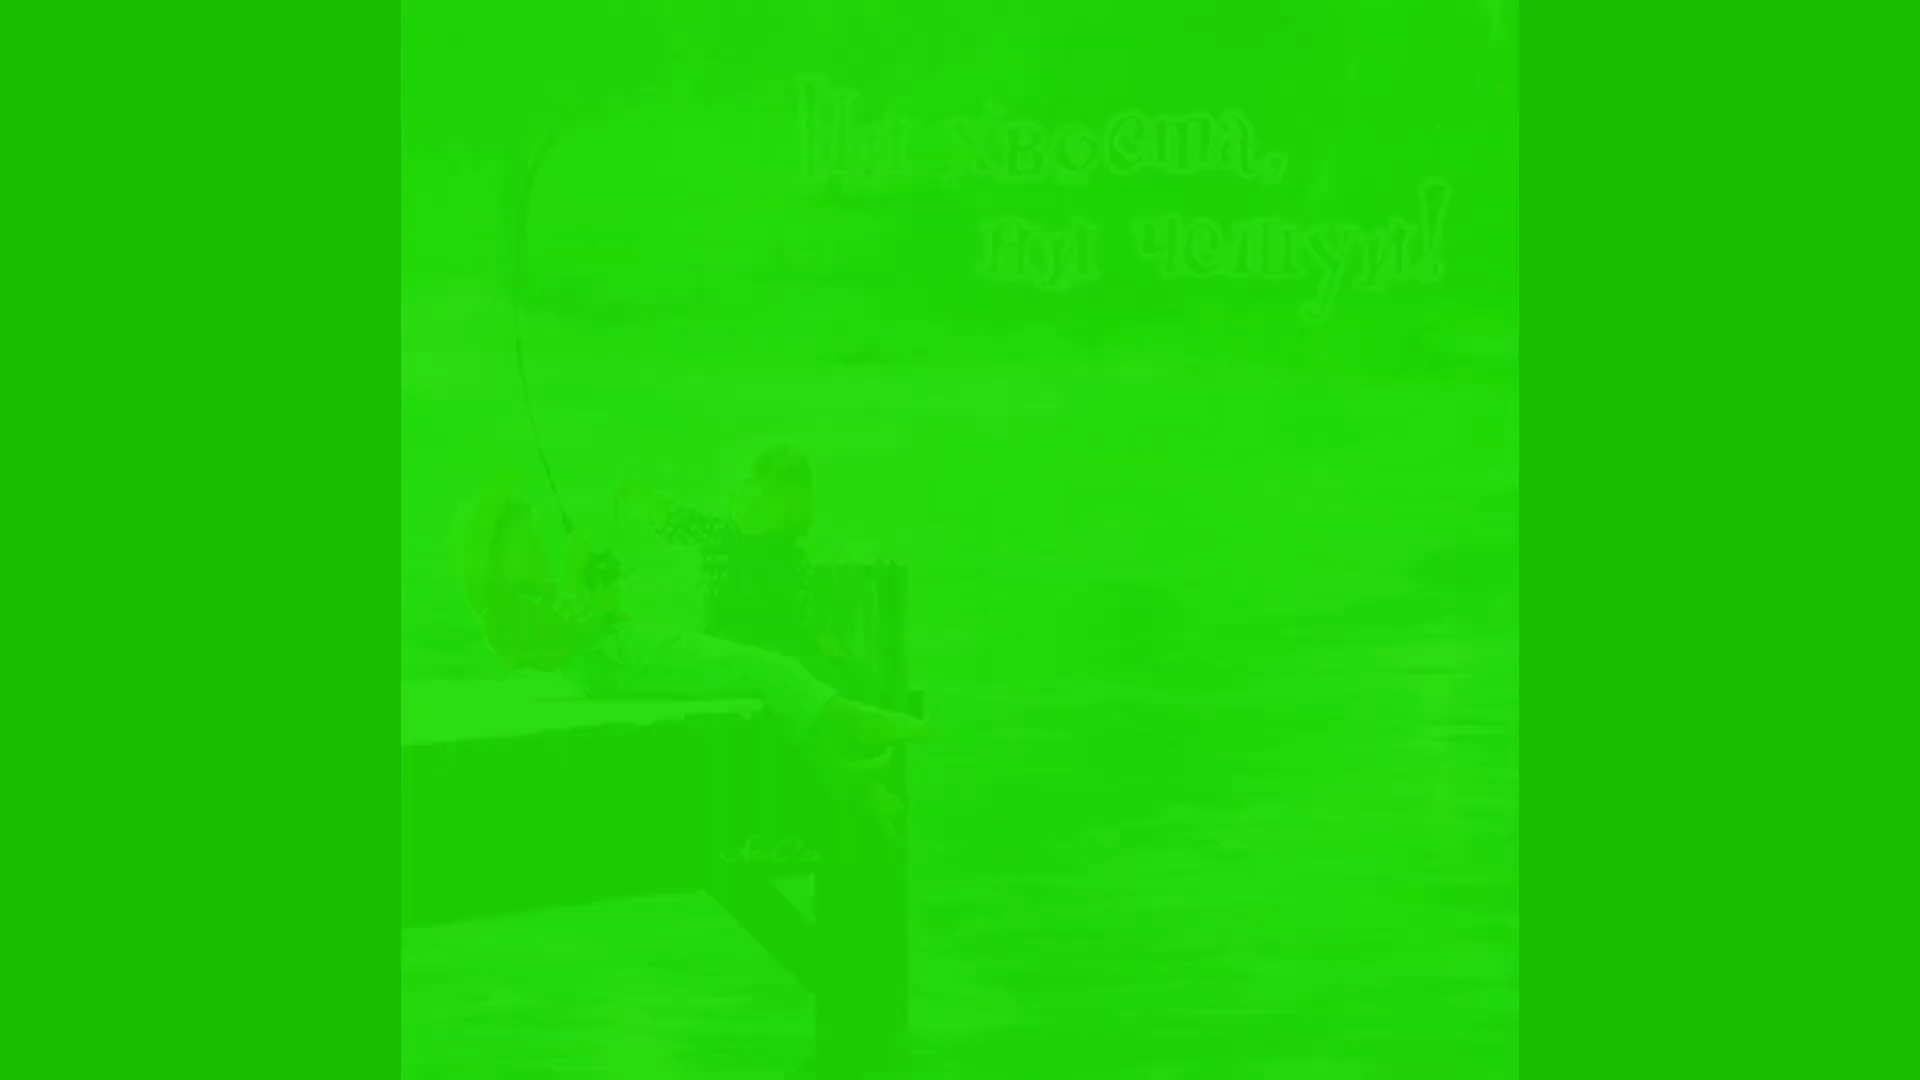 Ни хвоста,
ни чешуи!